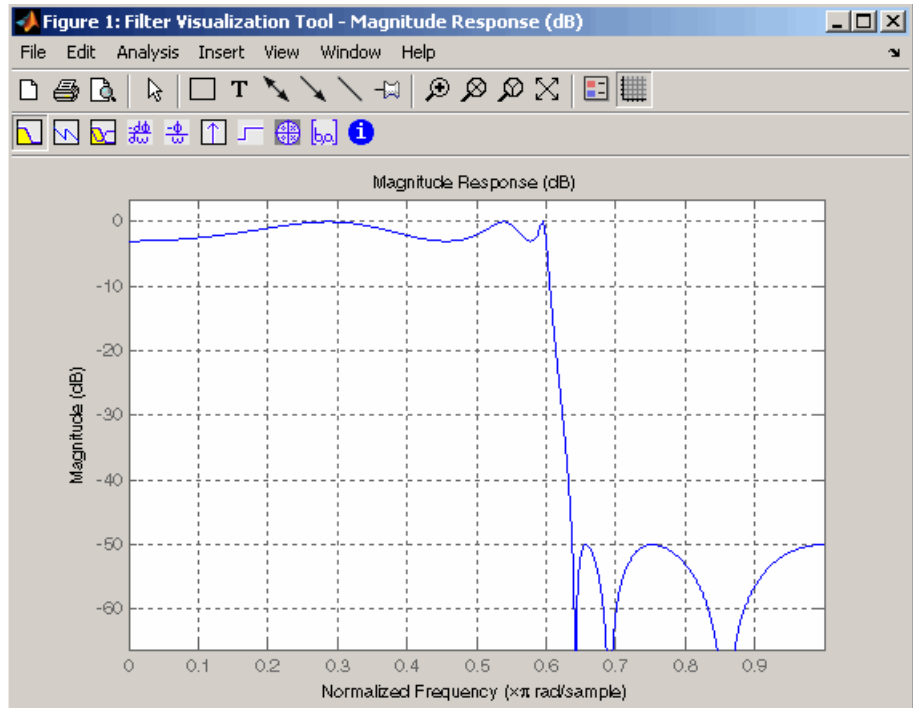 Figure 1: Filter Visualization Tool - Magnitude Response (dB)
File Edit Analysis Insert View Window Help
T
[b,a] i
Magnitude Response (dB)
0
-10
-20
-30
-40
-50
-60
Magnitude (dB)
0 0.1 0.2 0.3 0.4 0.5 0.6 0.7 0.8 0.9
Normalized Frequency (×π rad/sample)